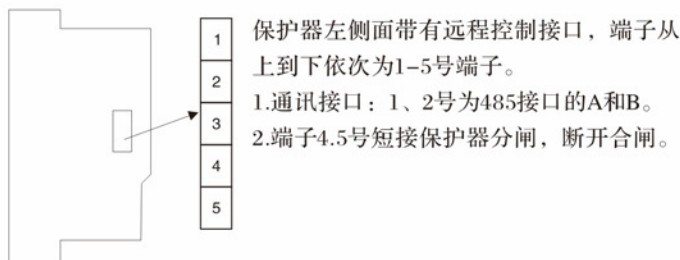 1
2
3
4
5
保护器左侧面带有远程控制接口，端子从
上到下依次为1-5号端子。
1.通讯接口：1、2号为485接口的A和B。
2.端子4.5号短接保护器分闸，断开合闸。